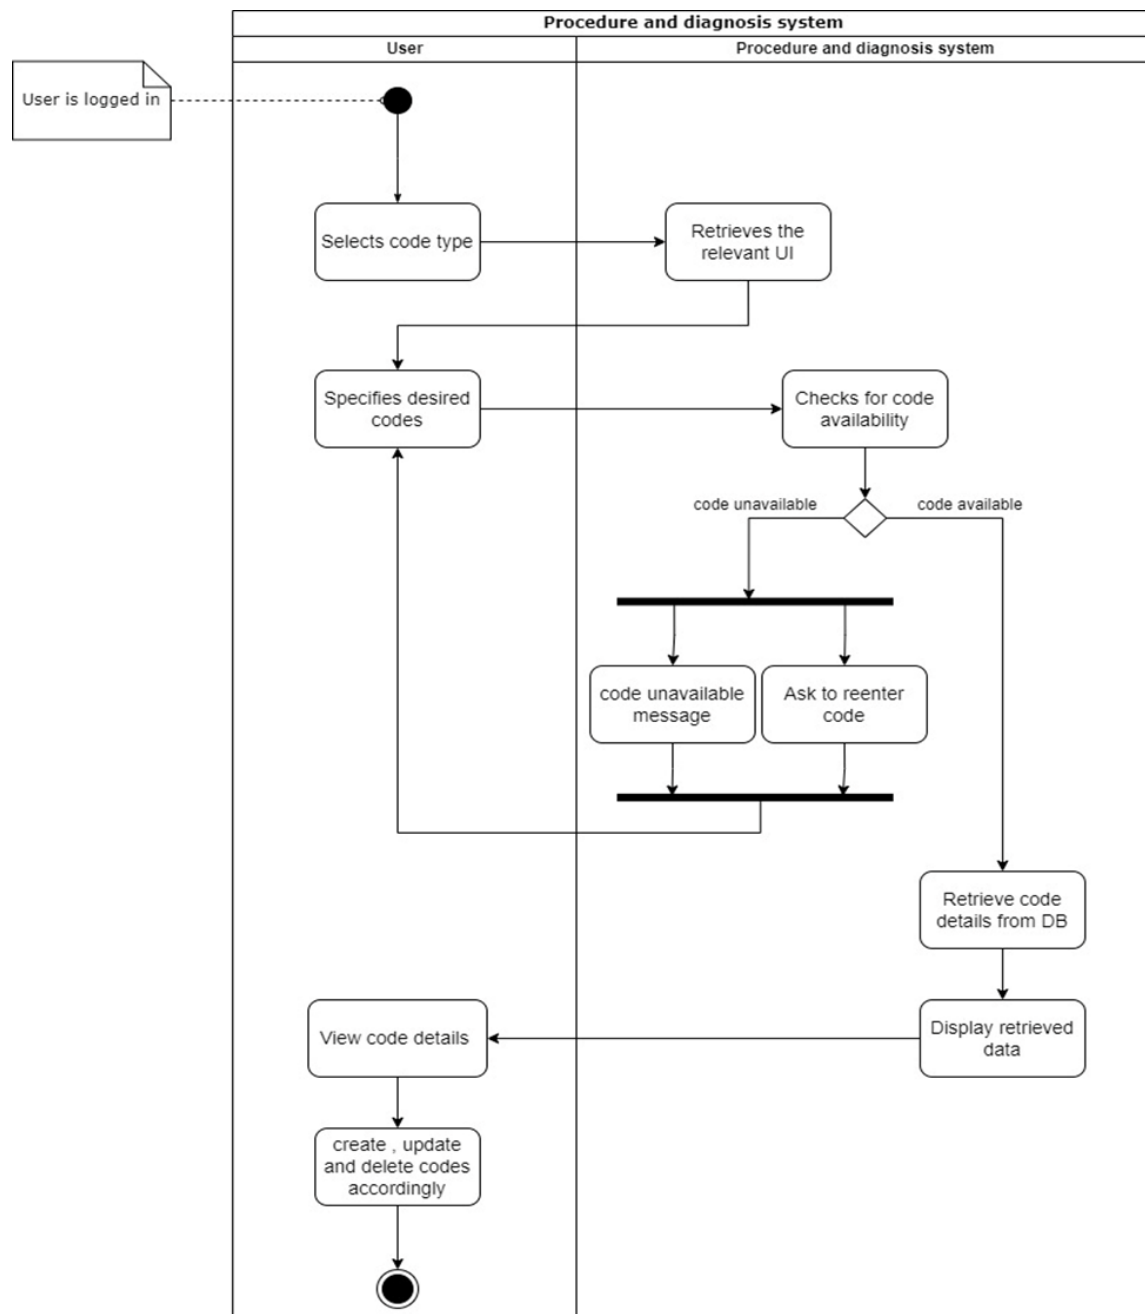 Procedure and diagnosis system
User
Procedure and diagnosis system
User is logged in
Selects code type
Retrieves the
relevant UI
Specifies desired
codes
Checks for code
availability
code unavailable
code available
code unavailable
message
Ask to reenter
code
Retrieve code
details from DB
View code details
Display retrieved
data
create , update
and delete codes
accordingly